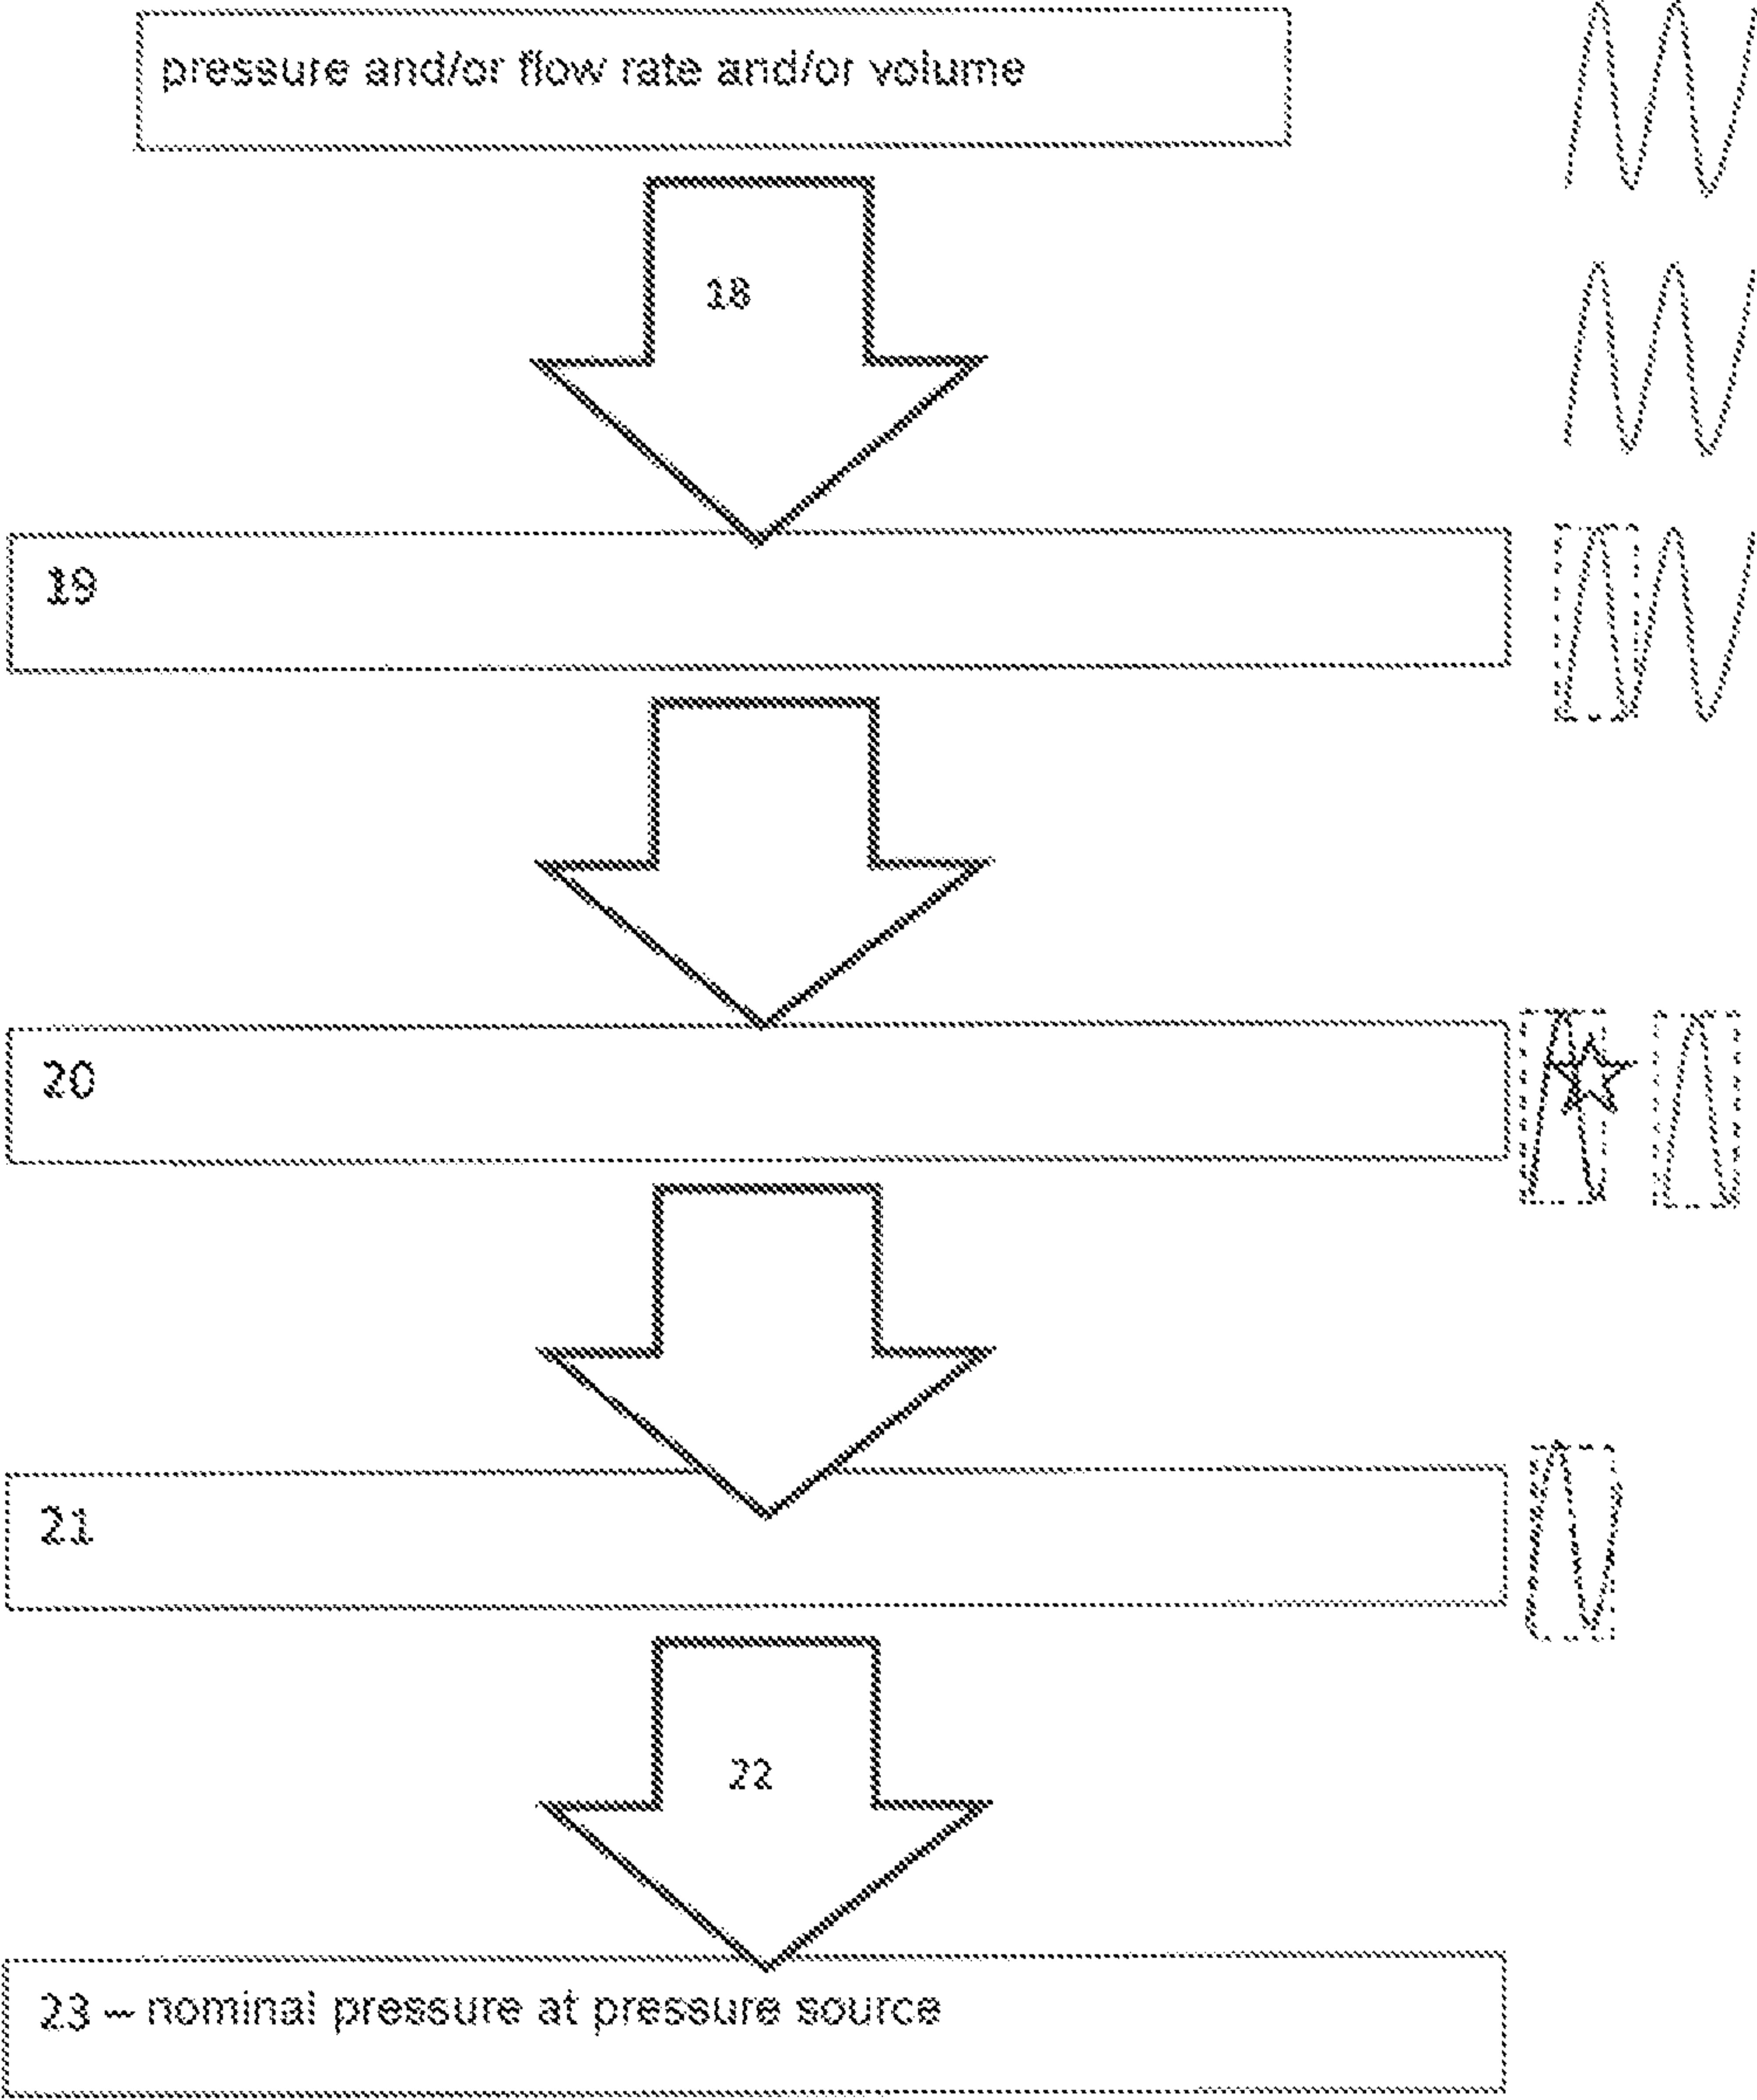 pressure and/or flow rate and/or volume
18
19
20
21
22
23 – nominal pressure at pressure source